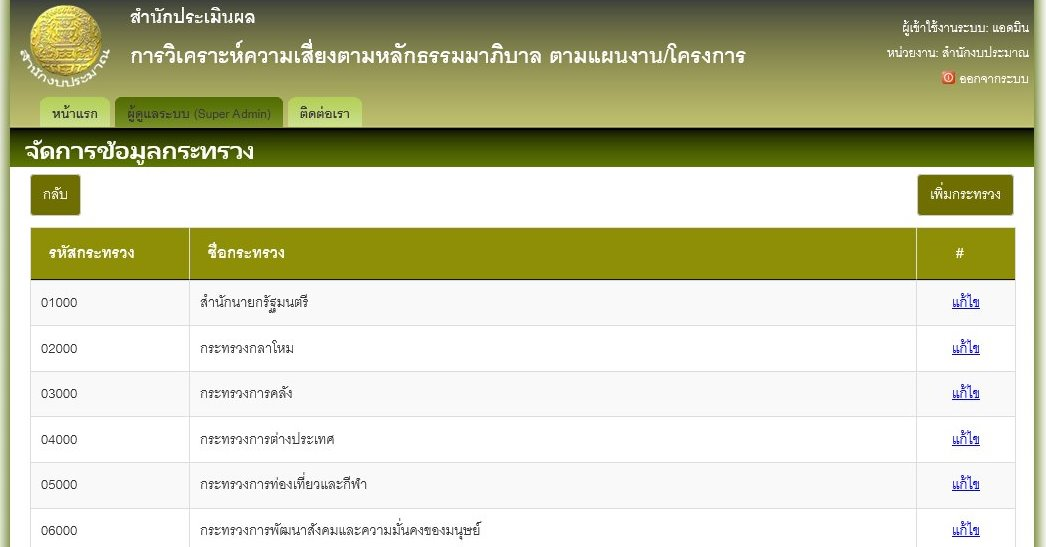 สำนักประเมินผล
การวิเคราะห์ความเสี่ยงตามหลักธรรมมาภิบาล ตามแผนงาน/โครงการ
ผู้เข้าใช้งานระบบ: แอดมิน
หน่วยงาน: สำนักงบประมาณ
ออกจากระบบ
สำนักงบประมาณ
หน้าแรก ผู้ดูแลระบบ (Super Admin) ติดต่อเรา
จัดการข้อมูลกระทรวง
กลับ เพิ่มกระทรวง
รหัสกระทรวง ชื่อกระทรวง #
01000 สำนักนายกรัฐมนตรี แก้ไข
02000 กระทรวงกลาโหม แก้ไข
03000 กระทรวงการคลัง แก้ไข
04000 กระทรวงการต่างประเทศ แก้ไข
05000 กระทรวงการท่องเที่ยวและกีฬา แก้ไข
06000 กระทรวงการพัฒนาสังคมและความมั่นคงของมนุษย์ แก้ไข